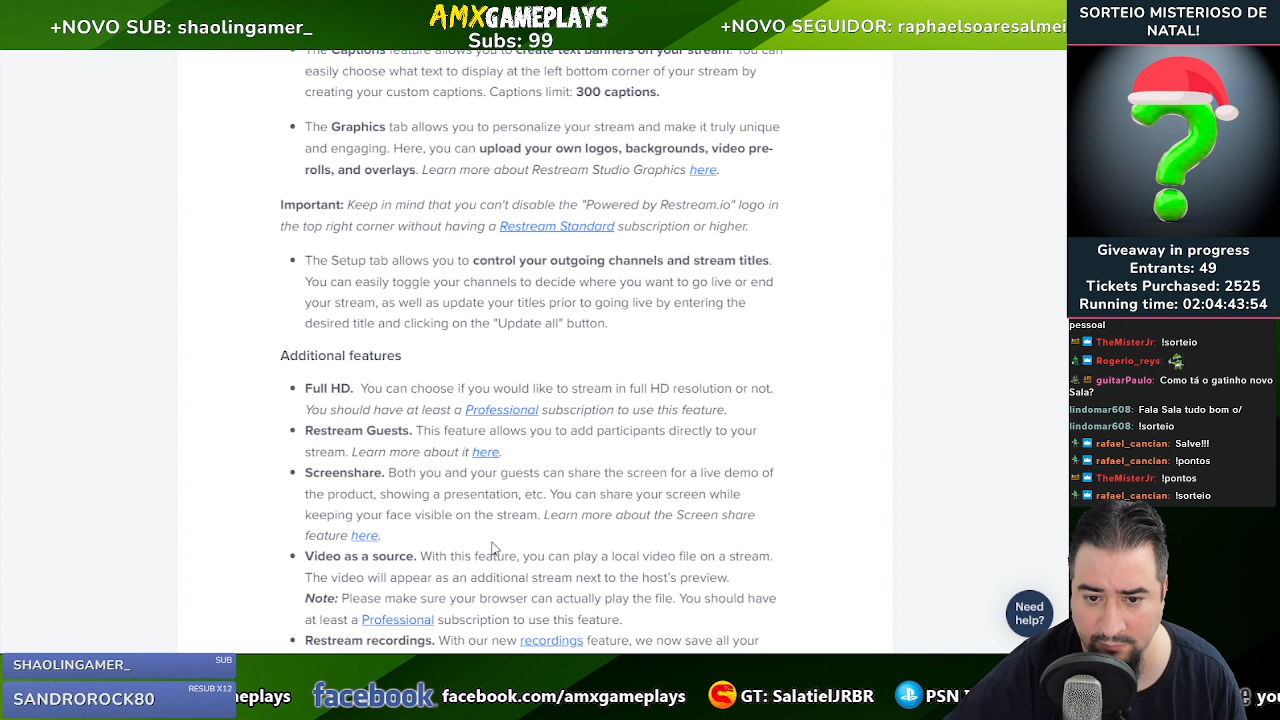 +NOVO SUB: shaolingamer_
AMXGAMEPLAYS
Subs: 99
+NOVO SEGUIDOR: raphaelsoaresalmei
SORTEIO MISTERIOSO DE
NATAL!
The Captions feature allows you to create text banners on your stream. You can
easily choose what text to display at the left bottom corner of your stream by
creating your custom captions. Captions limit: 300 captions.
• The Graphics tab allows you to personalize your stream and make it truly unique
and engaging. Here, you can upload your own logos, backgrounds, video pre-
rolls, and overlays. Learn more about Restream Studio Graphics here.
Important: Keep in mind that you can't disable the "Powered by Restream.io" logo in
the top right corner without having a Restream Standard subscription or higher.
• The Setup tab allows you to control your outgoing channels and stream titles.
You can easily toggle your channels to decide where you want to go live or end
your stream, as well as update your titles prior to going live by entering the
desired title and clicking on the "Update all" button.
Additional features
• Full HD. You can choose if you would like to stream in full HD resolution or not.
You should have at least a Professional subscription to use this feature.
• Restream Guests. This feature allows you to add participants directly to your
stream. Learn more about it here.
• Screenshare. Both you and your guests can share the screen for a live demo of
the product, showing a presentation, etc. You can share your screen while
keeping your face visible on the stream. Learn more about the Screen share
feature here.
• Video as a source. With this feature, you can play a local video file on a stream.
The video will appear as an additional stream next to the host's preview.
Note: Please make sure your browser can actually play the file. You should have
at least a Professional subscription to use this feature.
• Restream recordings. With our new recordings feature, we now save all your
Giveaway in progress
Entrants: 49
Tickets Purchased: 2525
Running time: 02:04:43:54
pessoal
TheMisterJr: !sorteio
Rogerio_reys:
guitarPaulo: Como tá o gatinho novo
Sala?
lindomar608: Fala Sala tudo bom o/
lindomar608: !sorteio
rafael_cancian: Salve!!!
rafael_cancian: !pontos
TheMisterJr: !pontos
rafael_cancian: !sorteio
Need
help?
SHAOLINGAMER_ SUB
SANDROROCK80 RESUB X12
meplays
facebook facebook.com/amxgameplays
GT: SalatielJRBR
PSN
yo